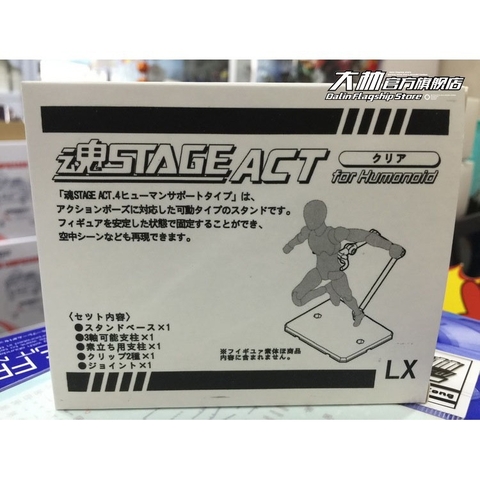 大林官方旗舰店
Dalin Flagship Store
魂STAGE ACT
クリア
for Humonoid
「魂STAGE ACT.4ヒューマンサポートタイプ」は、
アクションポーズに対応した可動タイプのスタンドです。
フィギュアを安定した状態で固定することができ、
空中シーンなども再現できます。
〈セット内容〉
●スタンドベース×1
●3軸可能支柱×1
●素立ち用支柱×1
●クリップ2種×1
●ジョイント×1
※フィギュァ素体は商品
内容に含まれません。
LX